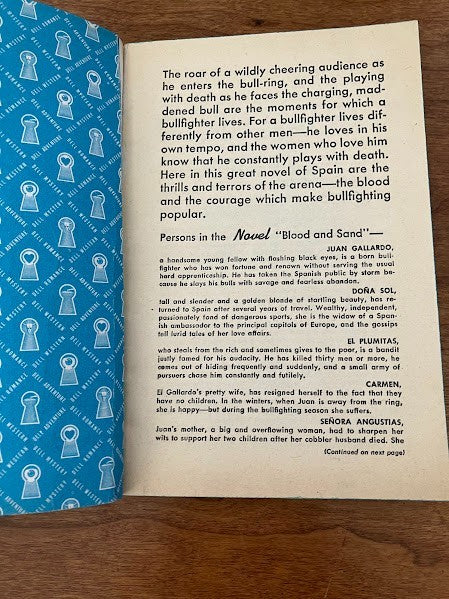 The roar of a wildly cheering audience as
he enters the bull-ring, and the playing
with death as he faces the charging, mad-
dened bull are the moments for which a
bullfighter lives. For a bullfighter lives dif-
ferently from other men—he loves in his
own tempo, and the women who love him
know that he constantly plays with death.
Here in this great novel of Spain are the
thrills and terrors of the arena—the blood
and the courage which make bullfighting
popular.
Persons in the Novel "Blood and Sand"—
JUAN GALLARDO,
a handsome young fellow with flashing black eyes, is a born bull-
fighter who has won fortune and renown without serving the usual
hard apprenticeship. He has taken the Spanish public by storm be-
cause he slays his bulls with savage and fearless abandon.
DOÑA SOL,
tall and slender and a golden blonde of startling beauty, has re-
turned to Spain after several years of travel. Wealthy, independent,
passionately fond of dangerous sports, she is the widow of a Span-
ish ambassador to the principal capitals of Europe, and the gossips
tell lurid tales of her love affairs.
EL PLUMITAS,
who steals from the rich and sometimes gives to the poor, is a bandit
justly famed for his audacity. He has killed thirty men or more, he
comes out of hiding frequently and suddenly, and a small army of
pursuers chase him constantly and futilely.
CARMEN,
El Gallardo's pretty wife, has resigned herself to the fact that they
have no children. In the winters, when Juan is away from the ring,
she is happy—but during the bullfighting season she suffers.
SEÑORA ANGUSTIAS,
Juan's mother, a big and overflowing woman, had to sharpen her
wits to support her two children after her cobbler husband died. She
(Continued on next page)
DELL ROMANCE
DELL WESTERN
DELL ADVENTURE
DELL MYSTERY